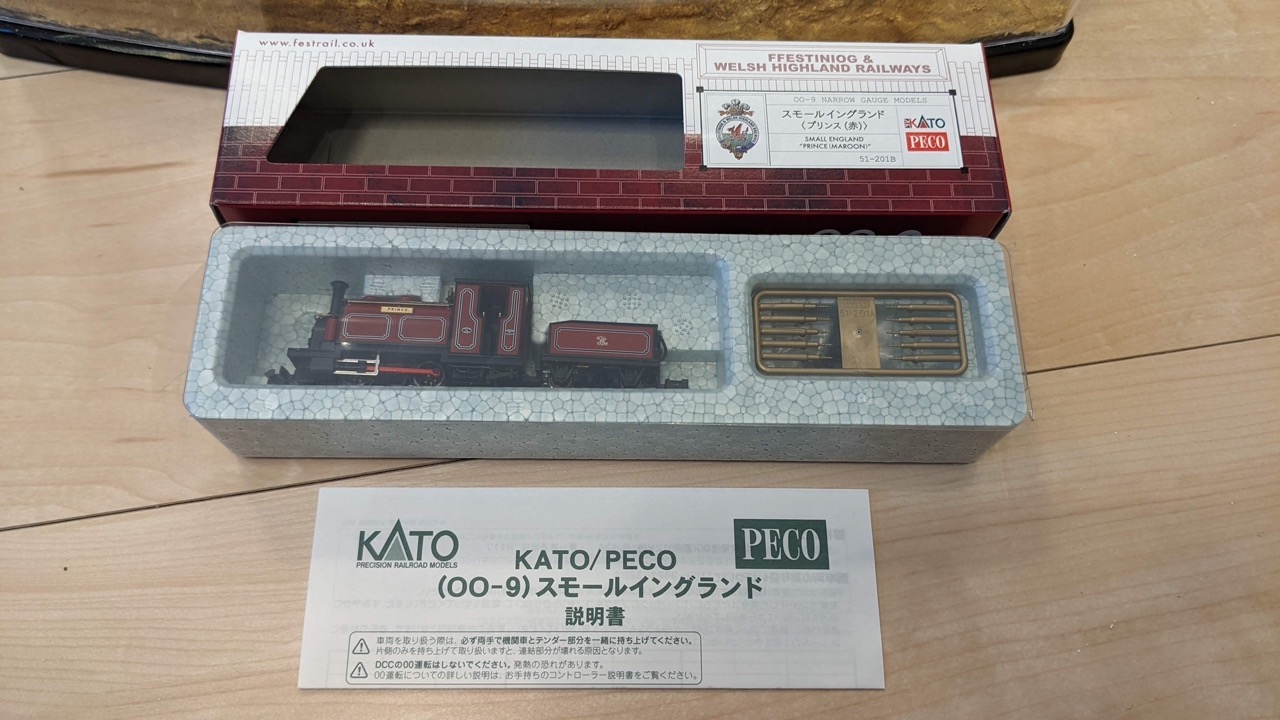 www.festrail.co.uk
FFESTINIOG &
WELSH HIGHLAND RAILWAYS
OO-9 NARROW GAUGE MODELS
スモールイングランド
〈プリンス(赤)〉
SMALL ENGLAND
"PRINCE(MAROON)"
51-201B
KATO
PECO
PRINCE
51-201A
KATO
PRECISION RAILROAD MODELS
PECO
KATO/PECO
(OO-9)スモールイングランド
説明書
車両を取り扱う際は、必ず両手で機関車とテンダー部分を一緒に持ち上げてください。
片側のみを持ち上げて取り扱いますと、連結部分が壊れる原因となります。
DCCの00運転はしないでください。発熱の恐れがあります。
00運転についての詳しい説明は、お手持ちのコントローラー説明書をご覧ください。